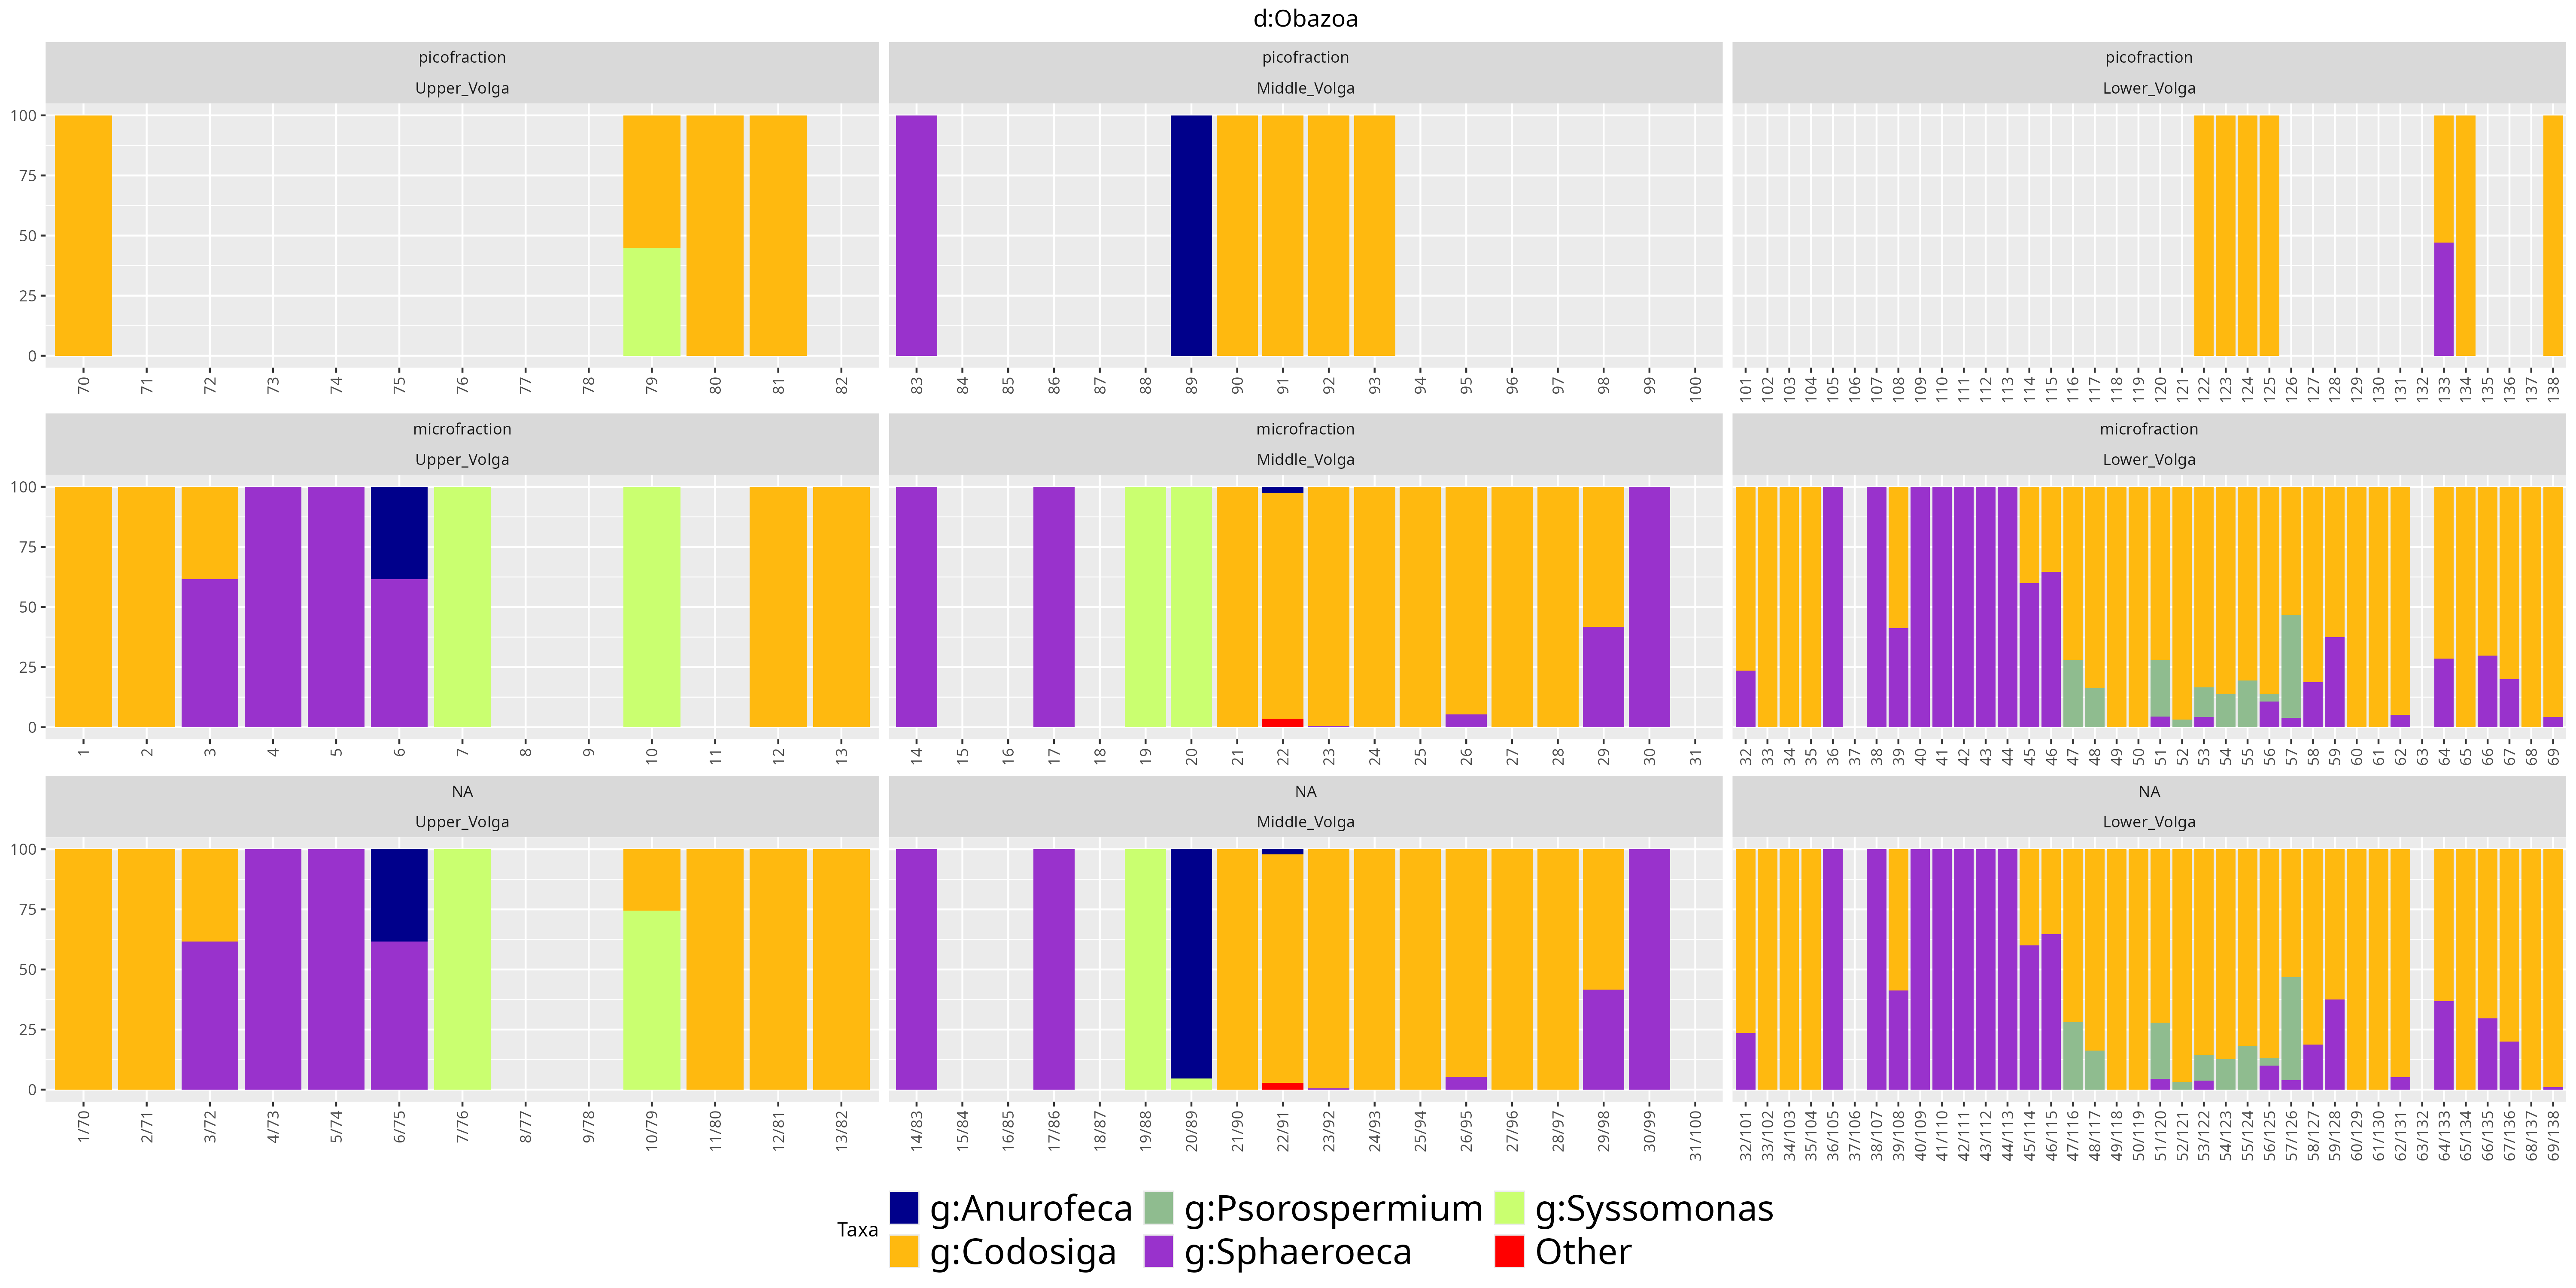 d:Obazoa
picofraction picofraction picofraction
Upper_Volga Middle_Volga Lower_Volga
100
75
50
25
0
70 71 72 73 74 75 76 77 78 79 80 81 82 83 84 85 86 87 88 89 90 91 92 93 94 95 96 97 98 99 100 101 102 103 104 105 106 107 108 109 110 111 112 113 114 115 116 117 118 119 120 121 122 123 124 125 126 127 128 129 130 131 132 133 134 135 136 137 138
microfraction microfraction microfraction
Upper_Volga Middle_Volga Lower_Volga
100
75
50
25
0
1 2 3 4 5 6 7 8 9 10 11 12 13 14 15 16 17 18 19 20 21 22 23 24 25 26 27 28 29 30 31 32 33 34 35 36 37 38 39 40 41 42 43 44 45 46 47 48 49 50 51 52 53 54 55 56 57 58 59 60 61 62 63 64 65 66 67 68 69
NA NA NA
Upper_Volga Middle_Volga Lower_Volga
100
75
50
25
0
1/70 2/71 3/72 4/73 5/74 6/75 7/76 8/77 9/78 10/79 11/80 12/81 13/82 14/83 15/84 16/85 17/86 18/87 19/88 20/89 21/90 22/91 23/92 24/93 25/94 26/95 27/96 28/97 29/98 30/99 31/100 32/101 33/102 34/103 35/104 36/105 37/106 38/107 39/108 40/109 41/110 42/111 43/112 44/113 45/114 46/115 47/116 48/117 49/118 50/119 51/120 52/121 53/122 54/123 55/124 56/125 57/126 58/127 59/128 60/129 61/130 62/131 63/132 64/133 65/134 66/135 67/136 68/137 69/138
Taxa
g:Anurofeca g:Psorospermium g:Syssomonas
g:Codosiga g:Sphaeroeca Other